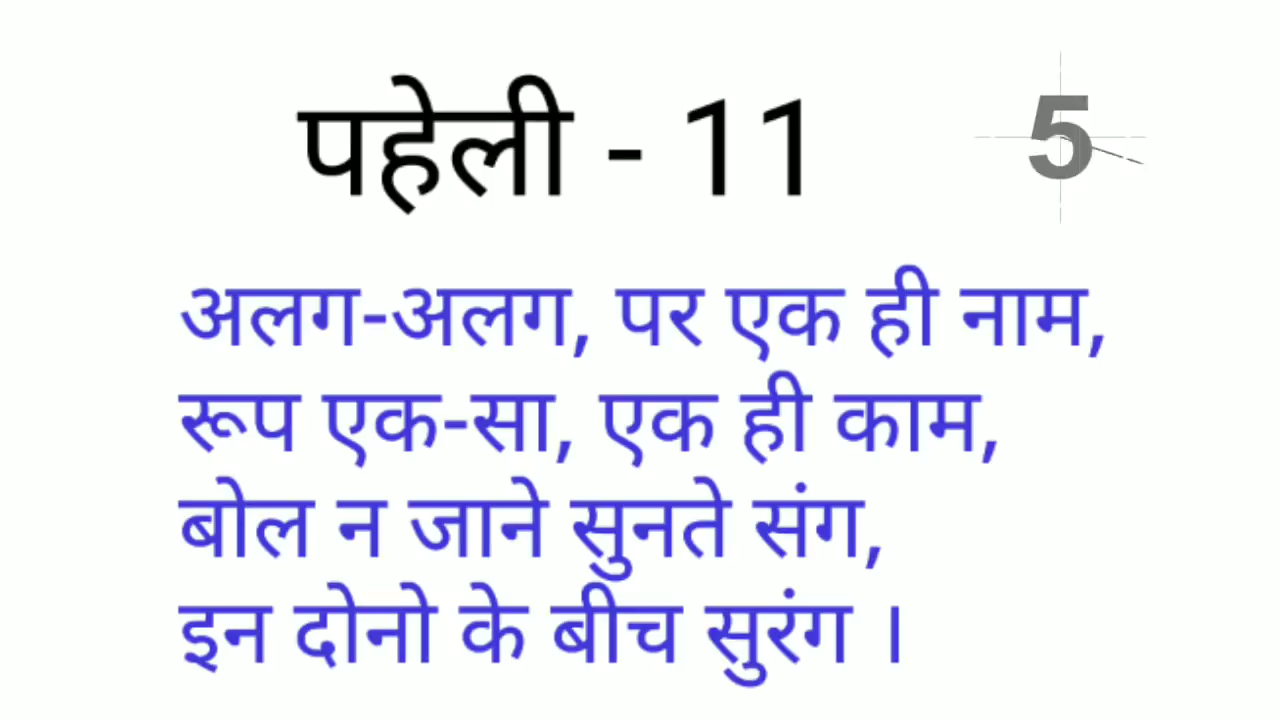 पहेली - 11
5
अलग-अलग, पर एक ही नाम,
रूप एक-सा, एक ही काम,
बोल न जाने सुनते संग,
इन दोनो के बीच सुरंग ।